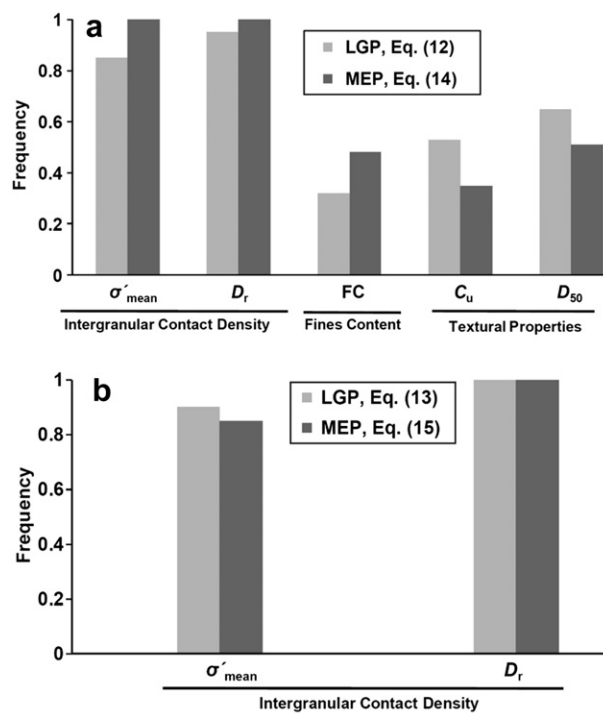 a
LGP, Eq. (12)
MEP, Eq. (14)
Frequency
1
0.8
0.6
0.4
0.2
0
σ´mean
Dr
FC
Cu
D50
Intergranular Contact Density
Fines Content
Textural Properties
b
LGP, Eq. (13)
MEP, Eq. (15)
Frequency
1
0.8
0.6
0.4
0.2
0
σ´mean
Dr
Intergranular Contact Density